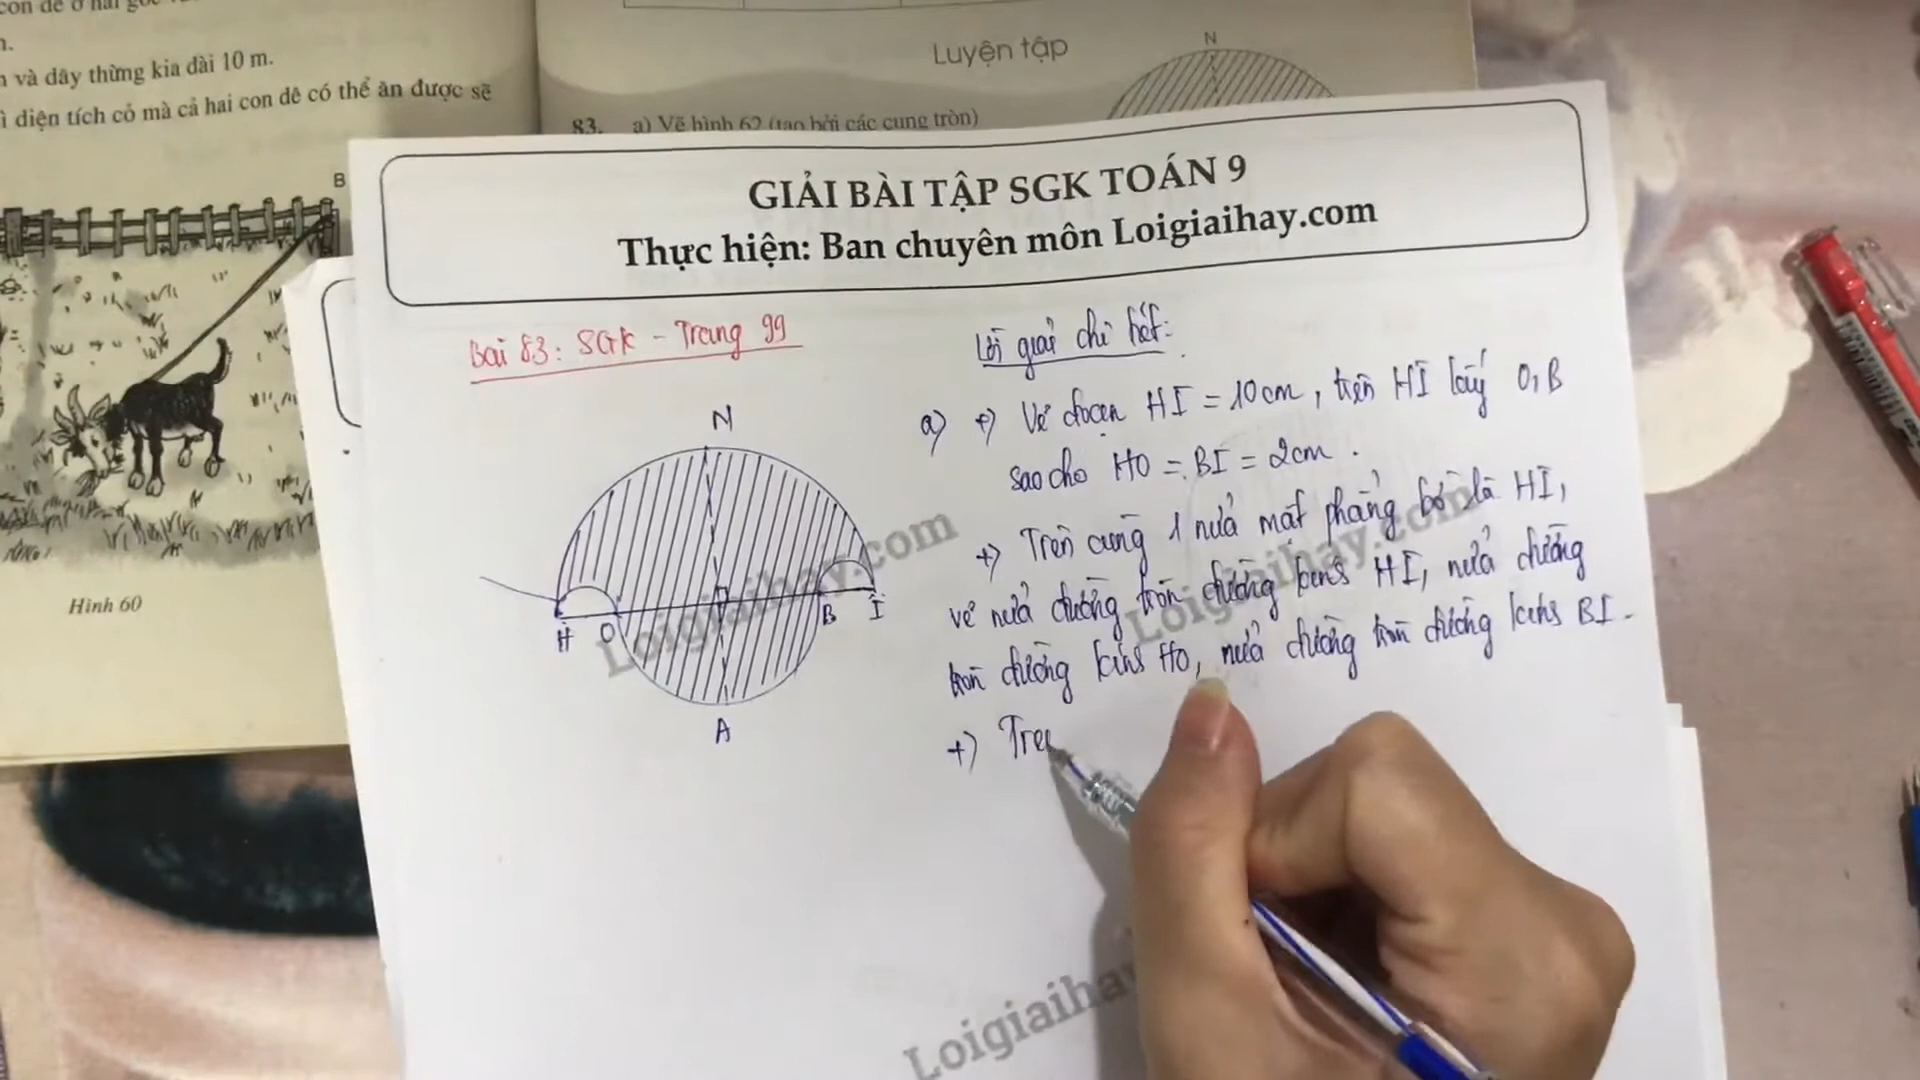 con dê ở hai góc
n.
n và dây thừng kia dài 10 m.
ì diện tích cỏ mà cả hai con dê có thể ăn được sẽ
B
Hình 60
Luyện tập
N
83. a) Vẽ hình 62 (tạo bởi các cung tròn)
GIẢI BÀI TẬP SGK TOÁN 9
Thực hiện: Ban chuyên môn Loigiaihay.com
Bài 83: SGK - Trang 99
N
H O B I
A
Lời giải chi tiết:
a) +) Vẽ đoạn HI = 10cm, trên HI lấy O, B
sao cho HO = BI = 2cm.
+) Trên cùng 1 nửa mặt phẳng bờ là HI,
vẽ nửa đường tròn đường kính HI, nửa đường
tròn đường kính HO, nửa đường tròn đường kính BI.
+) Trê
Loigiaihay.com
Loigiaihay.com
Loigiaiha